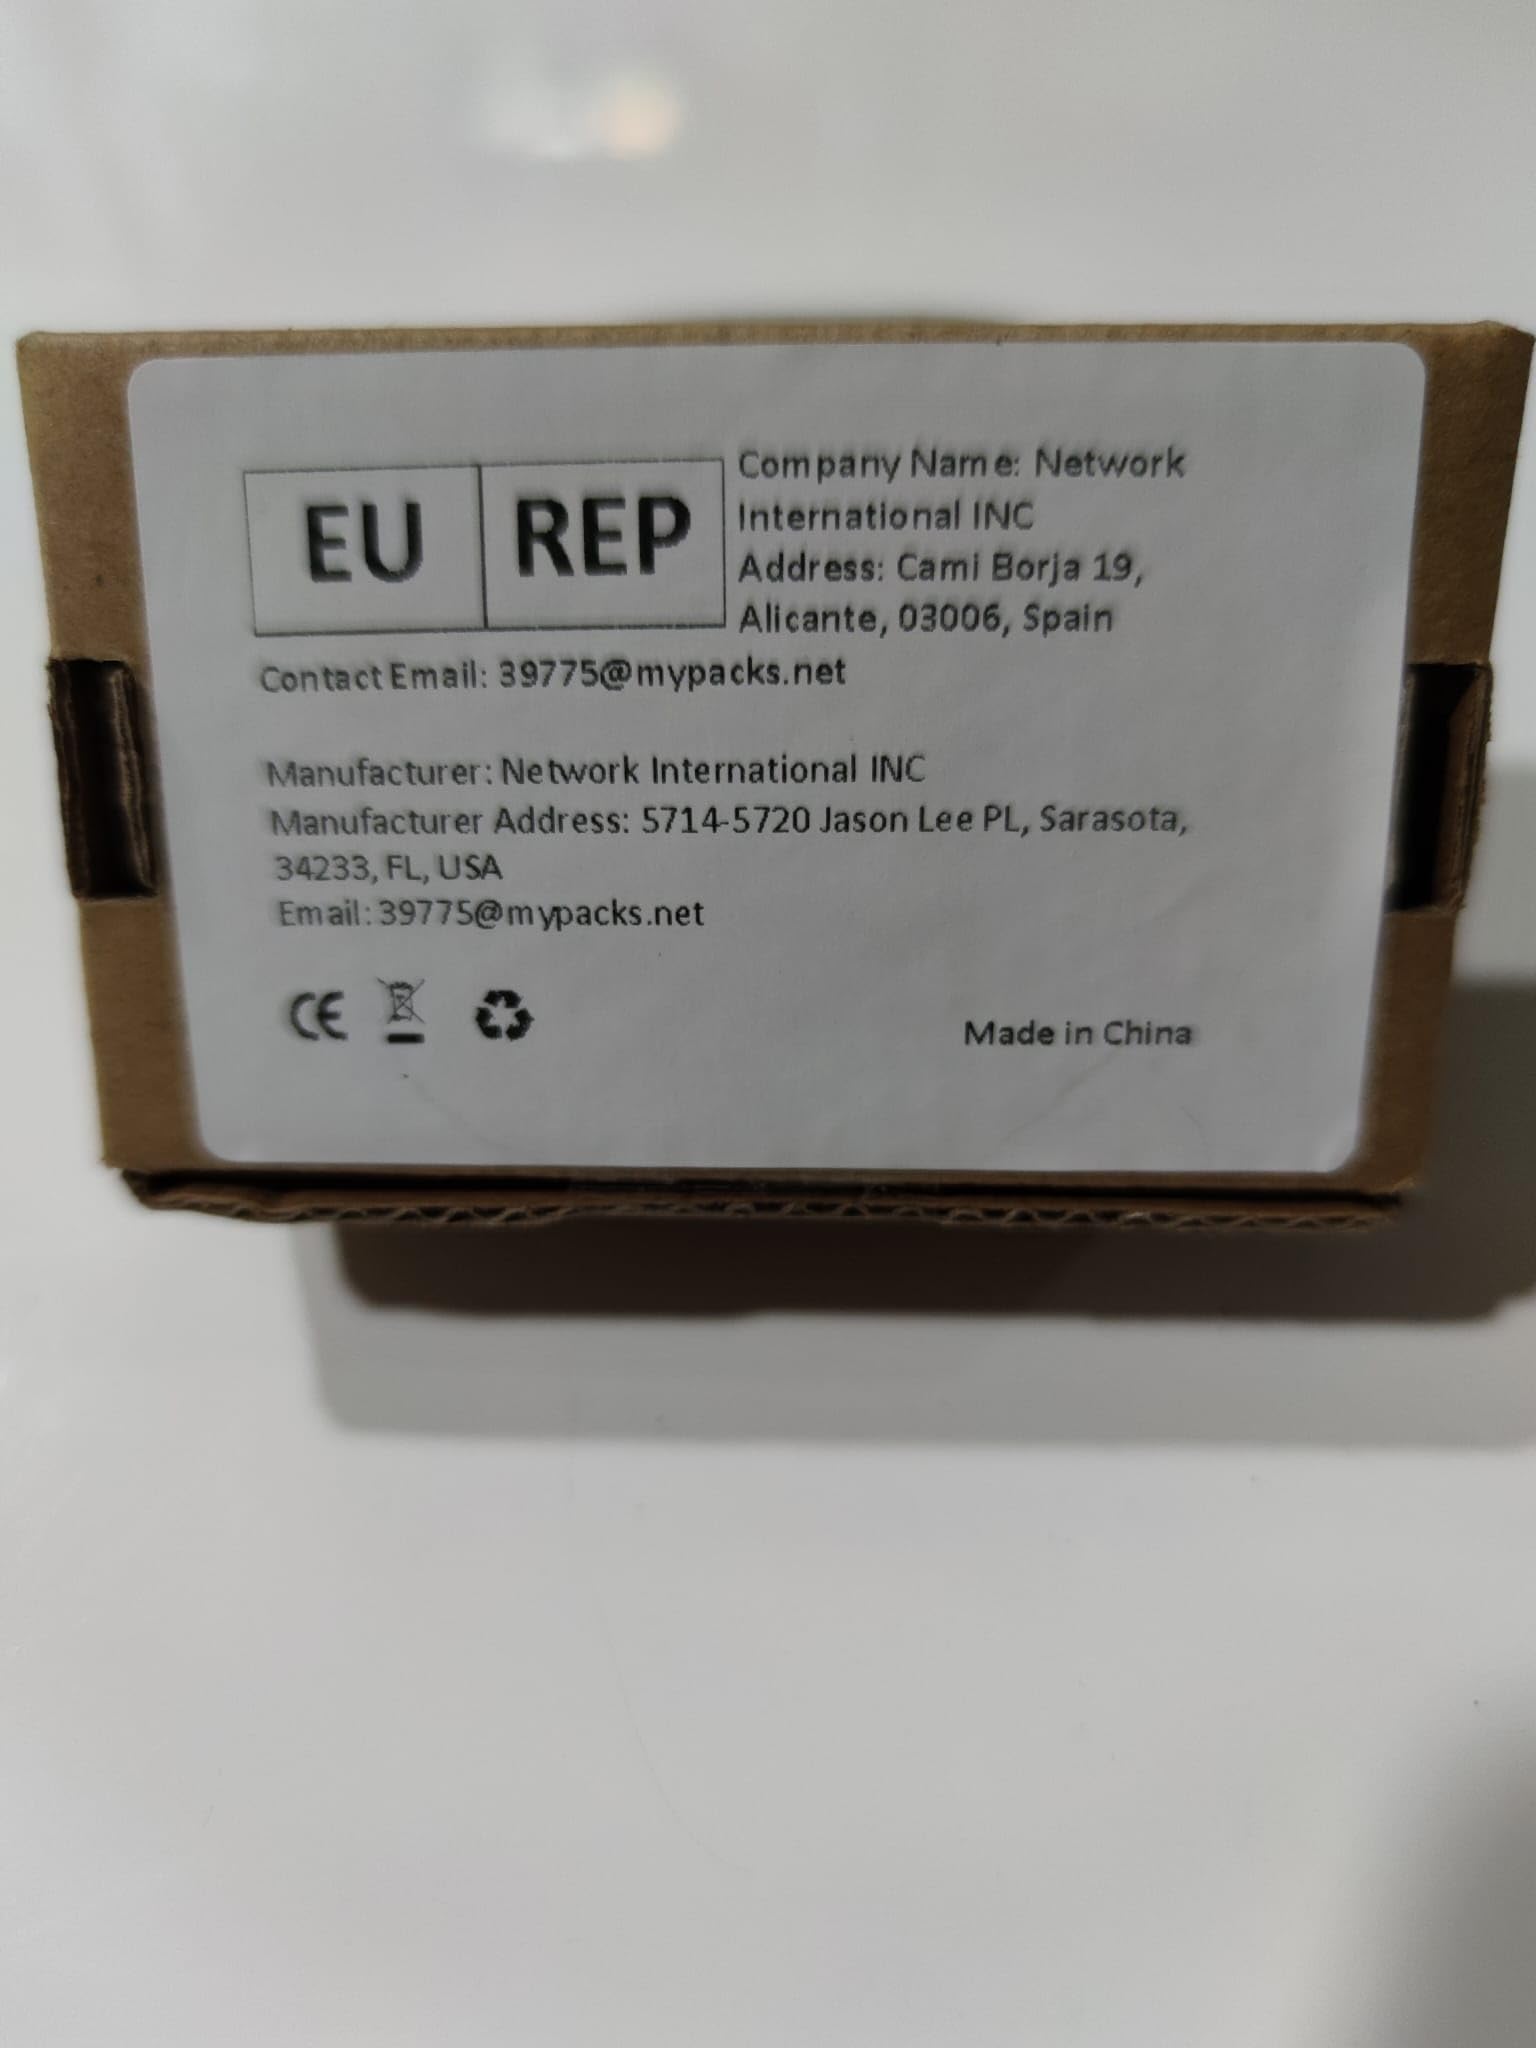 EU REP
Company Name: Network
International INC
Address: Cami Borja 19,
Alicante, 03006, Spain
Contact Email: 39775@mypacks.net
Manufacturer: Network International INC
Manufacturer Address: 5714-5720 Jason Lee PL, Sarasota,
34233, FL, USA
Email: 39775@mypacks.net
CE
Made in China